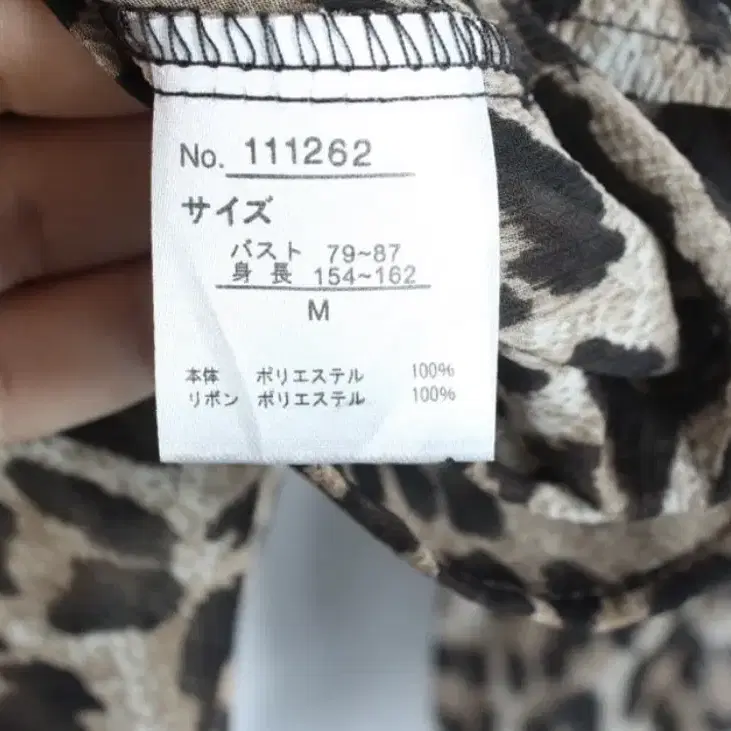 No. 111262
サイズ
バスト 79~87
身長 154~162
M
本体 ポリエステル 100%
リボン ポリエステル 100%